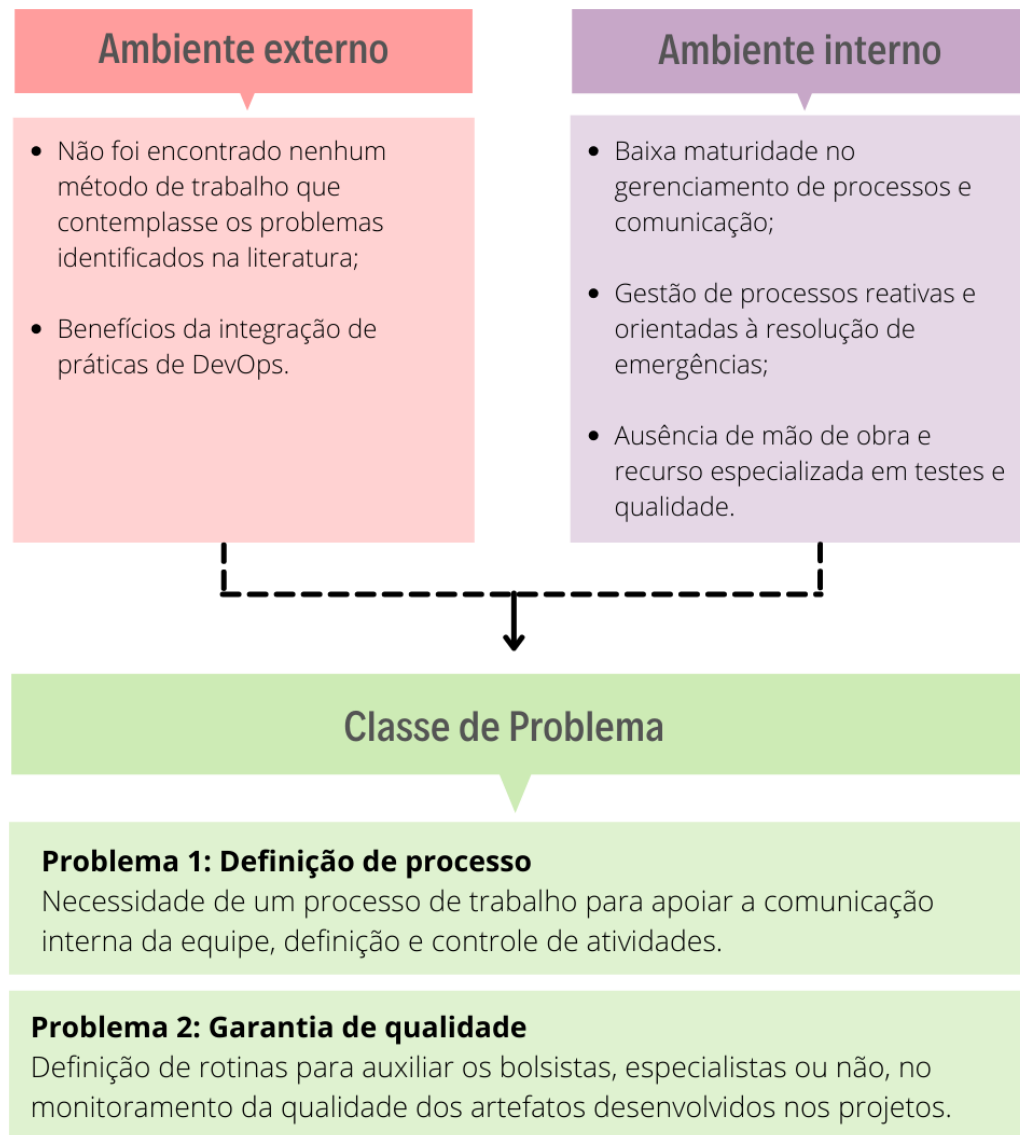 Ambiente externo
Não foi encontrado nenhum
método de trabalho que
contemplasse os problemas
identificados na literatura;
Benefícios da integração de
práticas de DevOps.
Ambiente interno
Baixa maturidade no
gerenciamento de processos e
comunicação;
Gestão de processos reativas e
orientadas à resolução de
emergências;
Ausência de mão de obra e
recurso especializada em testes e
qualidade.
Classe de Problema
Problema 1: Definição de processo
Necessidade de um processo de trabalho para apoiar a comunicação
interna da equipe, definição e controle de atividades.
Problema 2: Garantia de qualidade
Definição de rotinas para auxiliar os bolsistas, especialistas ou não, no
monitoramento da qualidade dos artefatos desenvolvidos nos projetos.